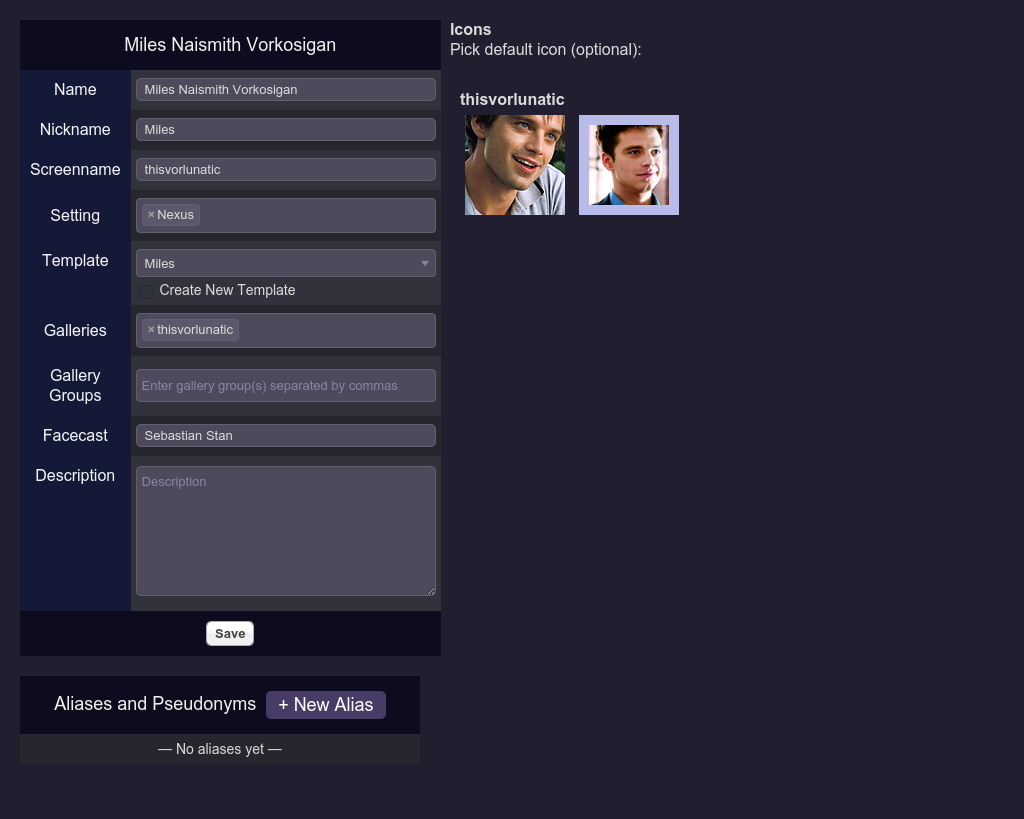 Miles Naismith Vorkosigan
Name
Miles Naismith Vorkosigan
Nickname
Miles
Screenname
thisvorlunatic
Setting
× Nexus
Template
Miles
Create New Template
Galleries
× thisvorlunatic
Gallery
Groups
Enter gallery group(s) separated by commas
Facecast
Sebastian Stan
Description
Description
Save
Aliases and Pseudonyms + New Alias
— No aliases yet —
Icons
Pick default icon (optional):
thisvorlunatic